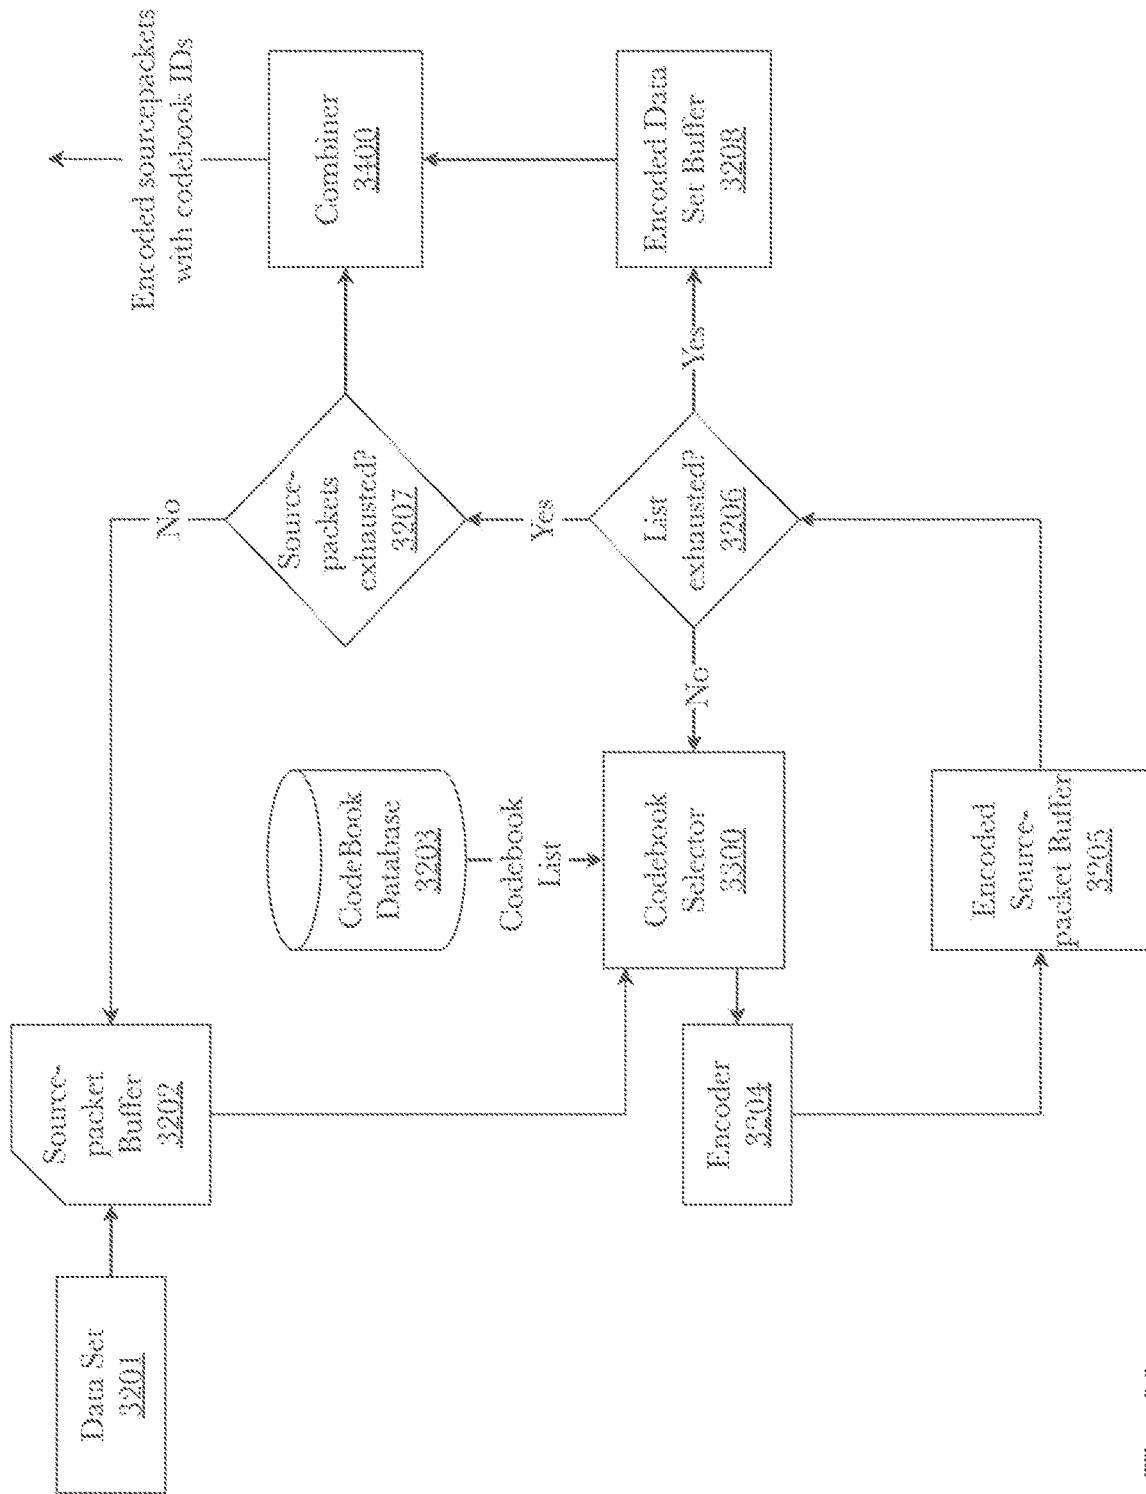 Data Set
3201
Source-
packet
Buffer
3202
No
Encoded sourcepackets
with codebook IDs
CodeBook
Database
3203
Source-
packets
exhausted?
3207
Combiner
3400
Codebook
List
Yes
Encoder
3204
Codebook
Selector
3300
No
List
exhausted?
3206
Yes
Encoded Data
Set Buffer
3208
Encoded
Source-
packet Buffer
3205